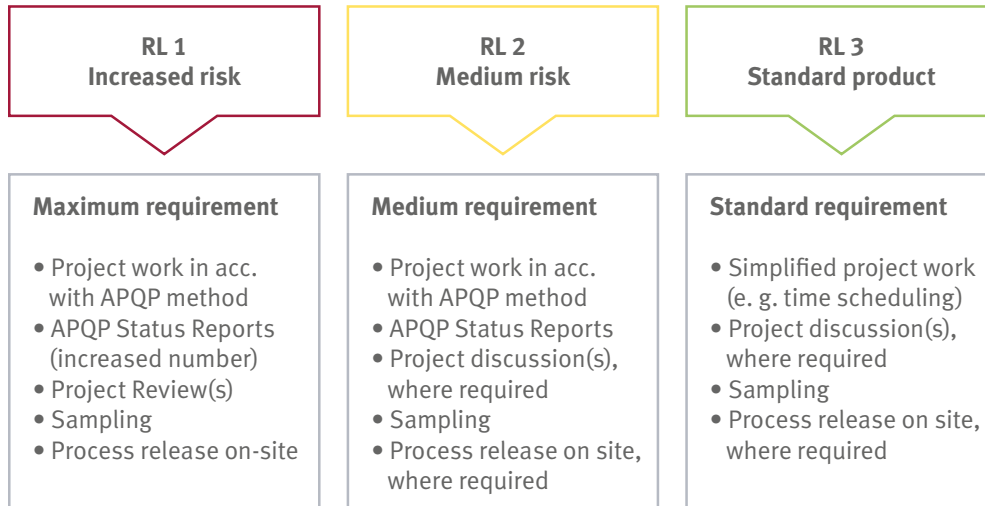 RL 1
Increased risk
RL 2
Medium risk
RL 3
Standard product
Maximum requirement
• Project work in acc.
with APQP method
• APQP Status Reports
(increased number)
• Project Review(s)
• Sampling
• Process release on-site
Medium requirement
• Project work in acc.
with APQP method
• APQP Status Reports
• Project discussion(s),
where required
• Sampling
• Process release on site,
where required
Standard requirement
• Simplified project work
(e. g. time scheduling)
• Project discussion(s),
where required
• Sampling
• Process release on site,
where required